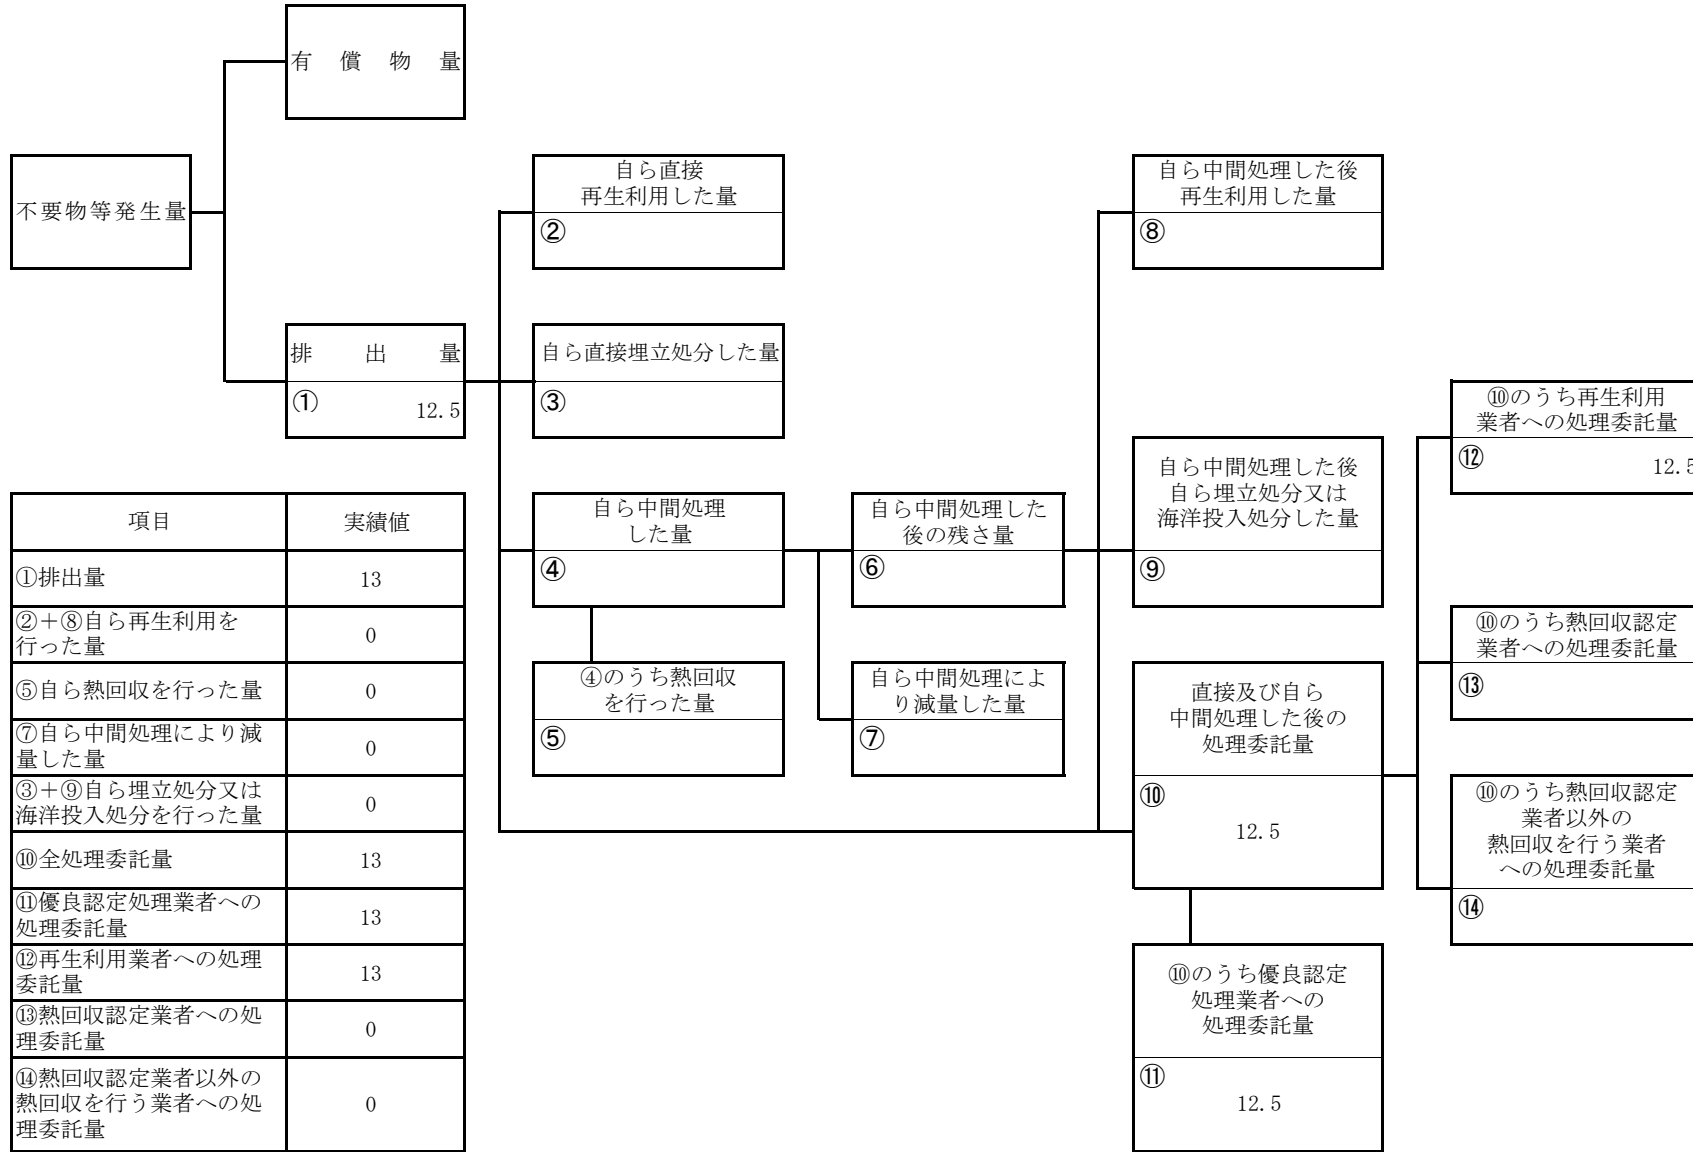 有償物量
不要物等発生量
排出量
① 12.5
自ら直接
再生利用した量
②
自ら直接埋立処分した量
③
自ら中間処理
した量
④
④のうち熱回収
を行った量
⑤
自ら中間処理した
後の残さ量
⑥
自ら中間処理によ
り減量した量
⑦
自ら中間処理した後
再生利用した量
⑧
自ら中間処理した後
自ら埋立処分又は
海洋投入処分した量
⑨
直接及び自ら
中間処理した後の
処理委託量
⑩
12.5
⑩のうち優良認定
処理業者への
処理委託量
⑪
12.5
⑩のうち再生利用
業者への処理委託量
⑫ 12.5
⑩のうち熱回収認定
業者への処理委託量
⑬
⑩のうち熱回収認定
業者以外の
熱回収を行う業者
への処理委託量
⑭
項目 実績値
①排出量 13
②＋⑧自ら再生利用を
行った量 0
⑤自ら熱回収を行った量 0
⑦自ら中間処理により減
量した量 0
③＋⑨自ら埋立処分又は
海洋投入処分を行った量 0
⑩全処理委託量 13
⑪優良認定処理業者への
処理委託量 13
⑫再生利用業者への処理
委託量 13
⑬熱回収認定業者への処
理委託量 0
⑭熱回収認定業者以外の
熱回収を行う業者への処
理委託量 0